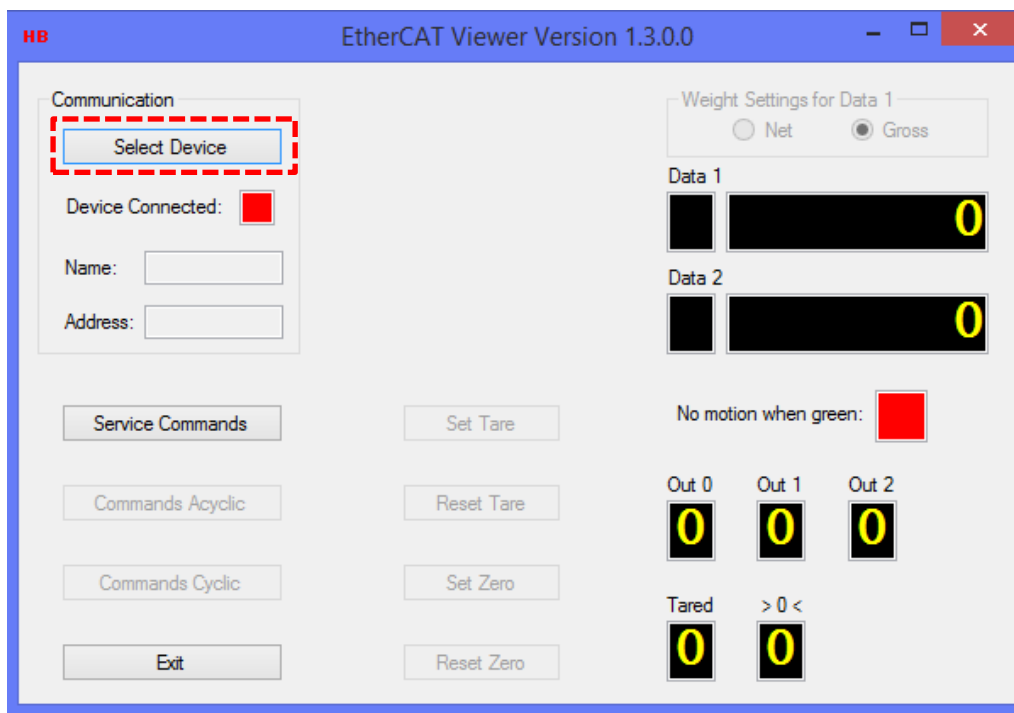 HB
EtherCAT Viewer Version 1.3.0.0
Communication
Select Device
Device Connected:
Name:
Address:
Weight Settings for Data 1
Net Gross
Data 1
0
Data 2
0
No motion when green:
Service Commands
Set Tare
Commands Acyclic
Reset Tare
Commands Cyclic
Set Zero
Exit
Reset Zero
Out 0 Out 1 Out 2
0 0 0
Tared > 0 <
0 0